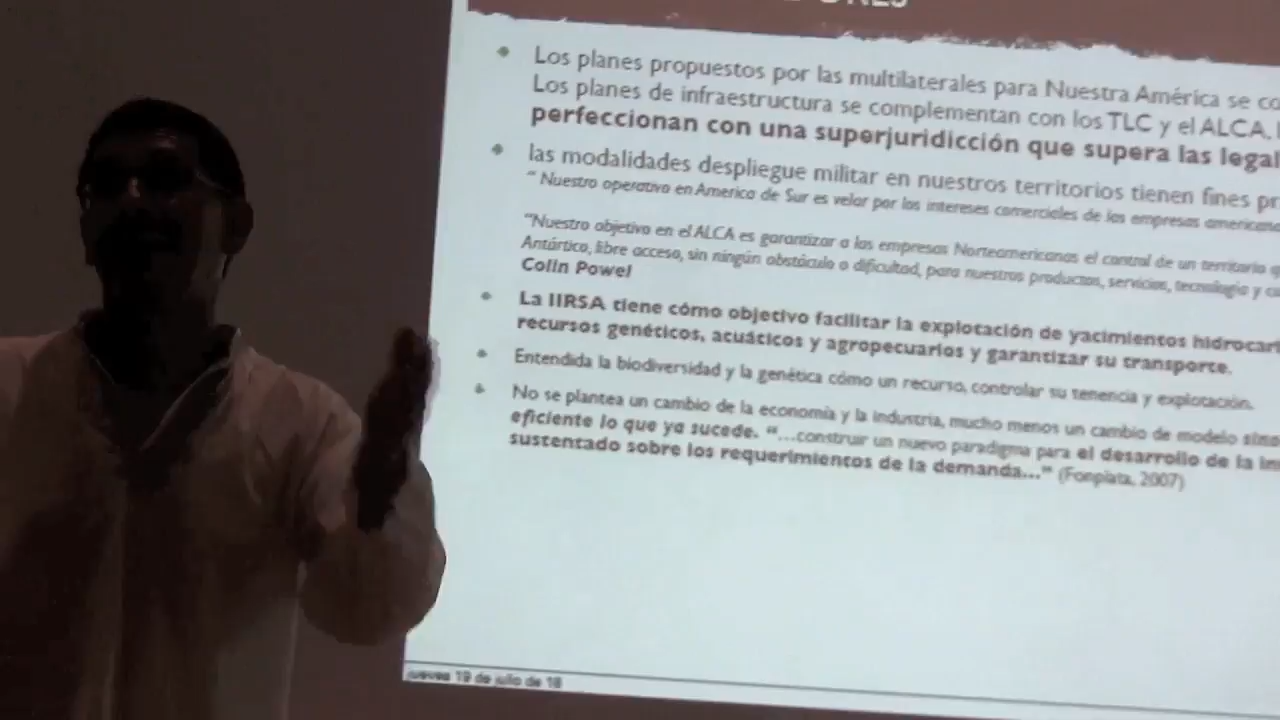 Los planes propuestos por las multilaterales para Nuestra América se co
Los planes de infraestructura se complementan con los TLC y el ALCA.
perfeccionan con una superjuridicción que supera las legal
las modalidades despliegue militar en nuestros territorios tienen fines pr
“ Nuestro operativo en America de Sur es velar por los intereses comerciales de las empresas americana
“Nuestro objetivo en el ALCA es garantizar a las empresas Norteamericanas el control de un territorio q
Antártico, libre acceso, sin ningún obstáculo o dificultad, para nuestros productos, servicios, tecnología y ca
Colin Powel
La IIRSA tiene cómo objetivo facilitar la explotación de yacimientos hidrocar
recursos genéticos, acuáticos y agropecuarios y garantizar su transporte.
Entendida la biodiversidad y la genética cómo un recurso, controlar su tenencia y explotación.
No se plantea un cambio de la economía y la industria, mucho menos un cambio de modelo sino
eficiente lo que ya sucede. “...construir un nuevo paradigma para el desarrollo de la
sustentado sobre los requerimientos de la demanda...” (Fonplata, 2007)
jueves 19 de julio de 18